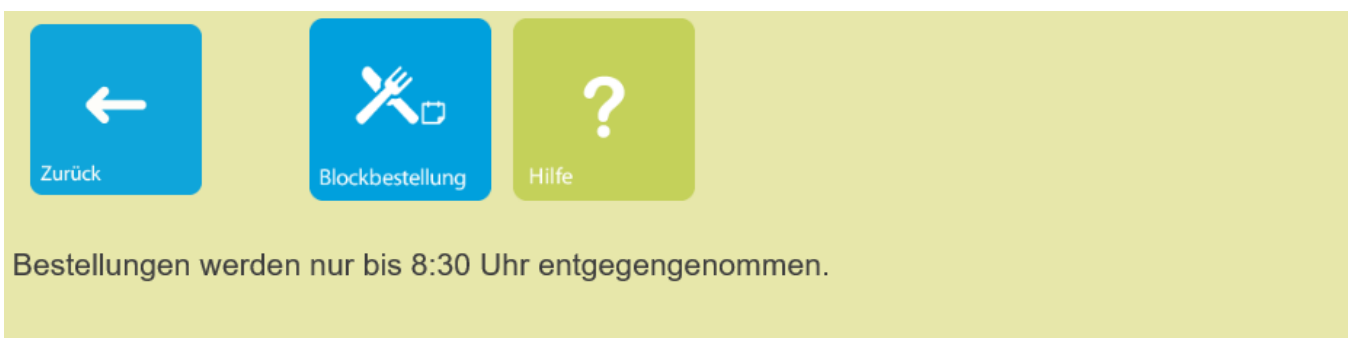 Zurück
Blockbestellung
Hilfe
Bestellungen werden nur bis 8:30 Uhr entgegengenommen.